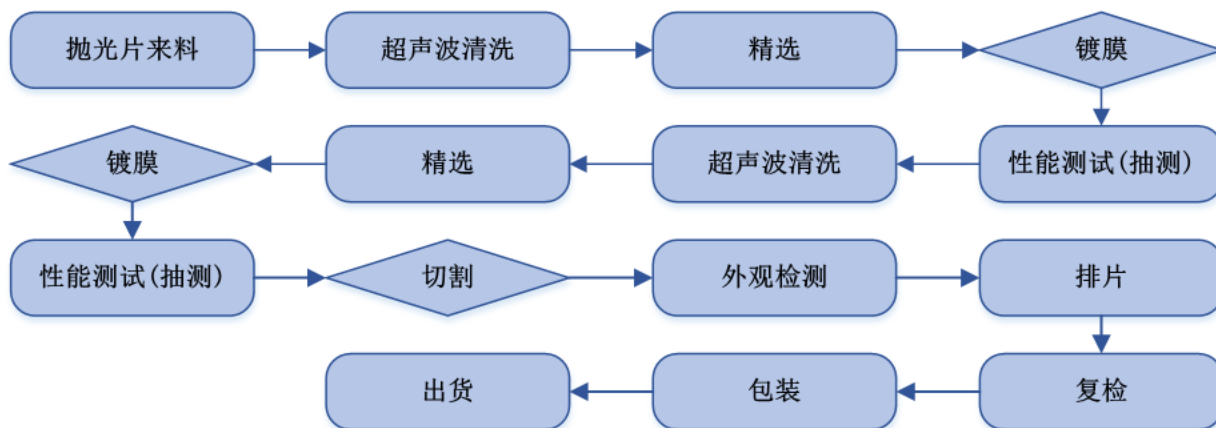 抛光片来料
超声波清洗
精选
镀膜
性能测试(抽测)
超声波清洗
精选
镀膜
性能测试(抽测)
切割
外观检测
排片
复检
包装
出货